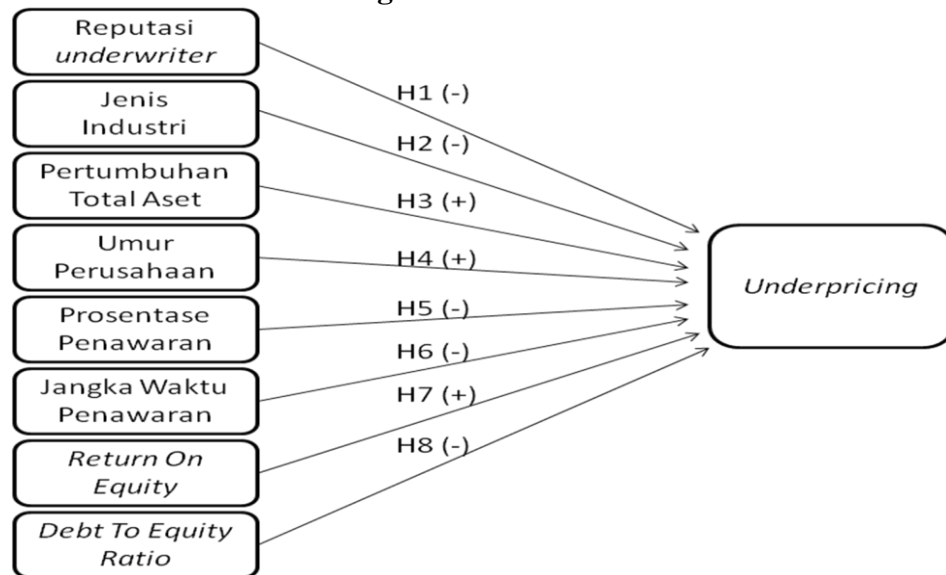 Reputasi
underwriter
Jenis
Industri
Pertumbuhan
Total Aset
Umur
Perusahaan
Prosentase
Penawaran
Jangka Waktu
Penawaran
Return On
Equity
Debt To Equity
Ratio
H1 (-)
H2 (-)
H3 (+)
H4 (+)
H5 (-)
H6 (-)
H7 (+)
H8 (-)
Underpricing